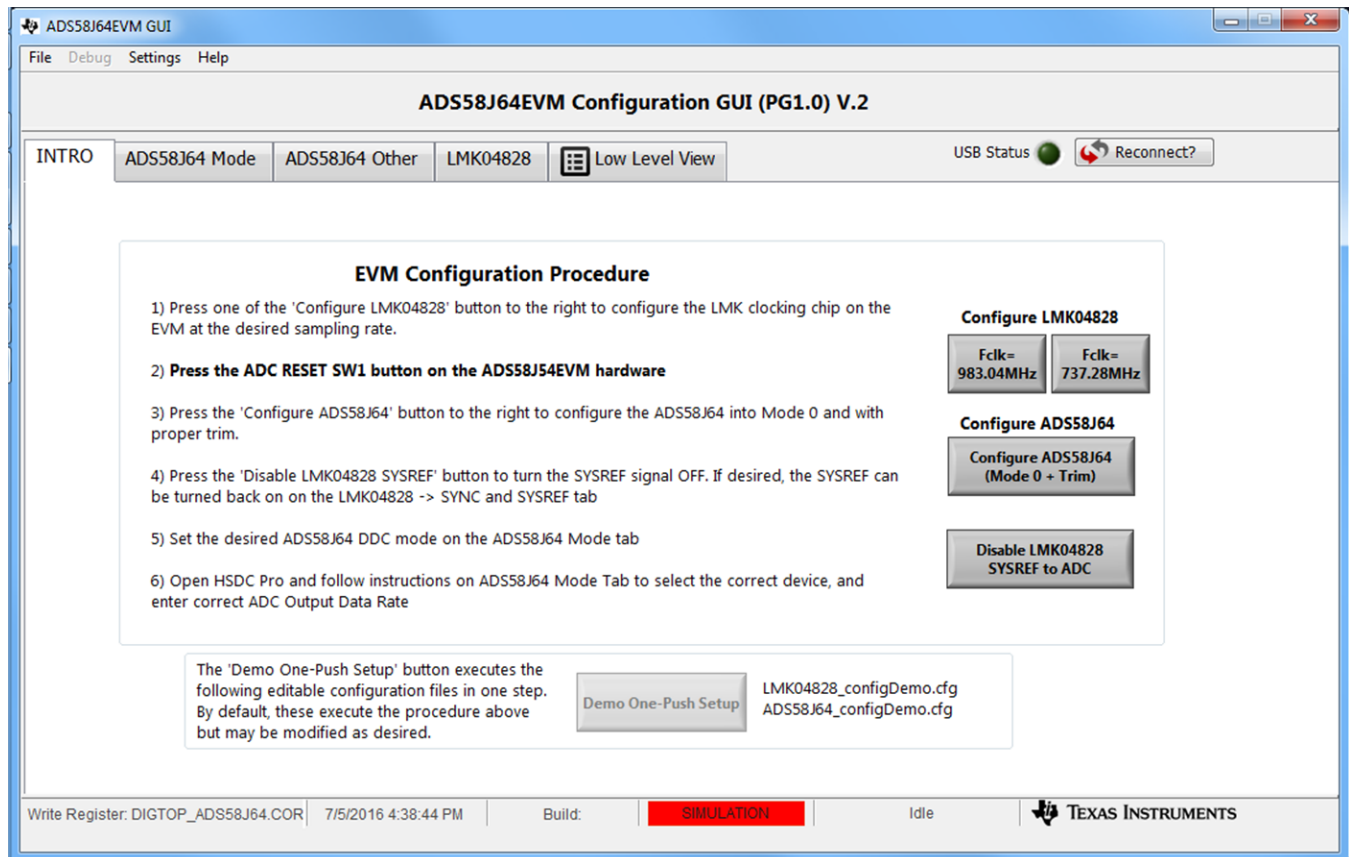 ADS58J64EVM GUI
File Debug Settings Help
ADS58J64EVM Configuration GUI (PG1.0) V.2
INTRO ADS58J64 Mode ADS58J64 Other LMK04828 Low Level View USB Status Reconnect?
EVM Configuration Procedure
1) Press one of the 'Configure LMK04828' button to the right to configure the LMK clocking chip on the
EVM at the desired sampling rate.
2) Press the ADC RESET SW1 button on the ADS58J54EVM hardware
3) Press the 'Configure ADS58J64' button to the right to configure the ADS58J64 into Mode 0 and with
proper trim.
4) Press the 'Disable LMK04828 SYSREF' button to turn the SYSREF signal OFF. If desired, the SYSREF can
be turned back on on the LMK04828 -> SYNC and SYSREF tab
5) Set the desired ADS58J64 DDC mode on the ADS58J64 Mode tab
6) Open HSDC Pro and follow instructions on ADS58J64 Mode Tab to select the correct device, and
enter correct ADC Output Data Rate
Configure LMK04828
Fclk=
983.04MHz
Fclk=
737.28MHz
Configure ADS58J64
Configure ADS58J64
(Mode 0 + Trim)
Disable LMK04828
SYSREF to ADC
The 'Demo One-Push Setup' button executes the
following editable configuration files in one step.
By default, these execute the procedure above
but may be modified as desired.
Demo One-Push Setup
LMK04828_configDemo.cfg
ADS58J64_configDemo.cfg
Write Register: DIGTOP_ADS58J64.COR 7/5/2016 4:38:44 PM Build: SIMULATION Idle TEXAS INSTRUMENTS